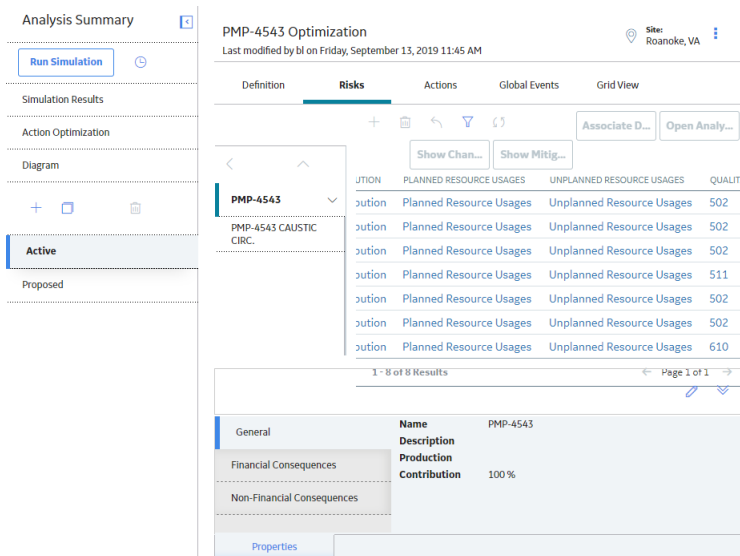 Analysis Summary
Run Simulation
Simulation Results
Action Optimization
Diagram
Active
Proposed
PMP-4543 Optimization
Last modified by bl on Friday, September 13, 2019 11:45 AM
Site:
Roanoke, VA
Definition Risks Actions Global Events Grid View
Associate D... Open Analy...
Show Chan... Show Mitig...
PMP-4543
PMP-4543 CAUSTIC
CIRC.
UTION PLANNED RESOURCE USAGES UNPLANNED RESOURCE USAGES QUALIT
bution Planned Resource Usages Unplanned Resource Usages 502
bution Planned Resource Usages Unplanned Resource Usages 502
bution Planned Resource Usages Unplanned Resource Usages 502
bution Planned Resource Usages Unplanned Resource Usages 511
bution Planned Resource Usages Unplanned Resource Usages 502
bution Planned Resource Usages Unplanned Resource Usages 502
bution Planned Resource Usages Unplanned Resource Usages 610
1 - 8 of 8 Results Page 1 of 1
General
Financial Consequences
Non-Financial Consequences
Name PMP-4543
Description
Production
Contribution 100 %
Properties